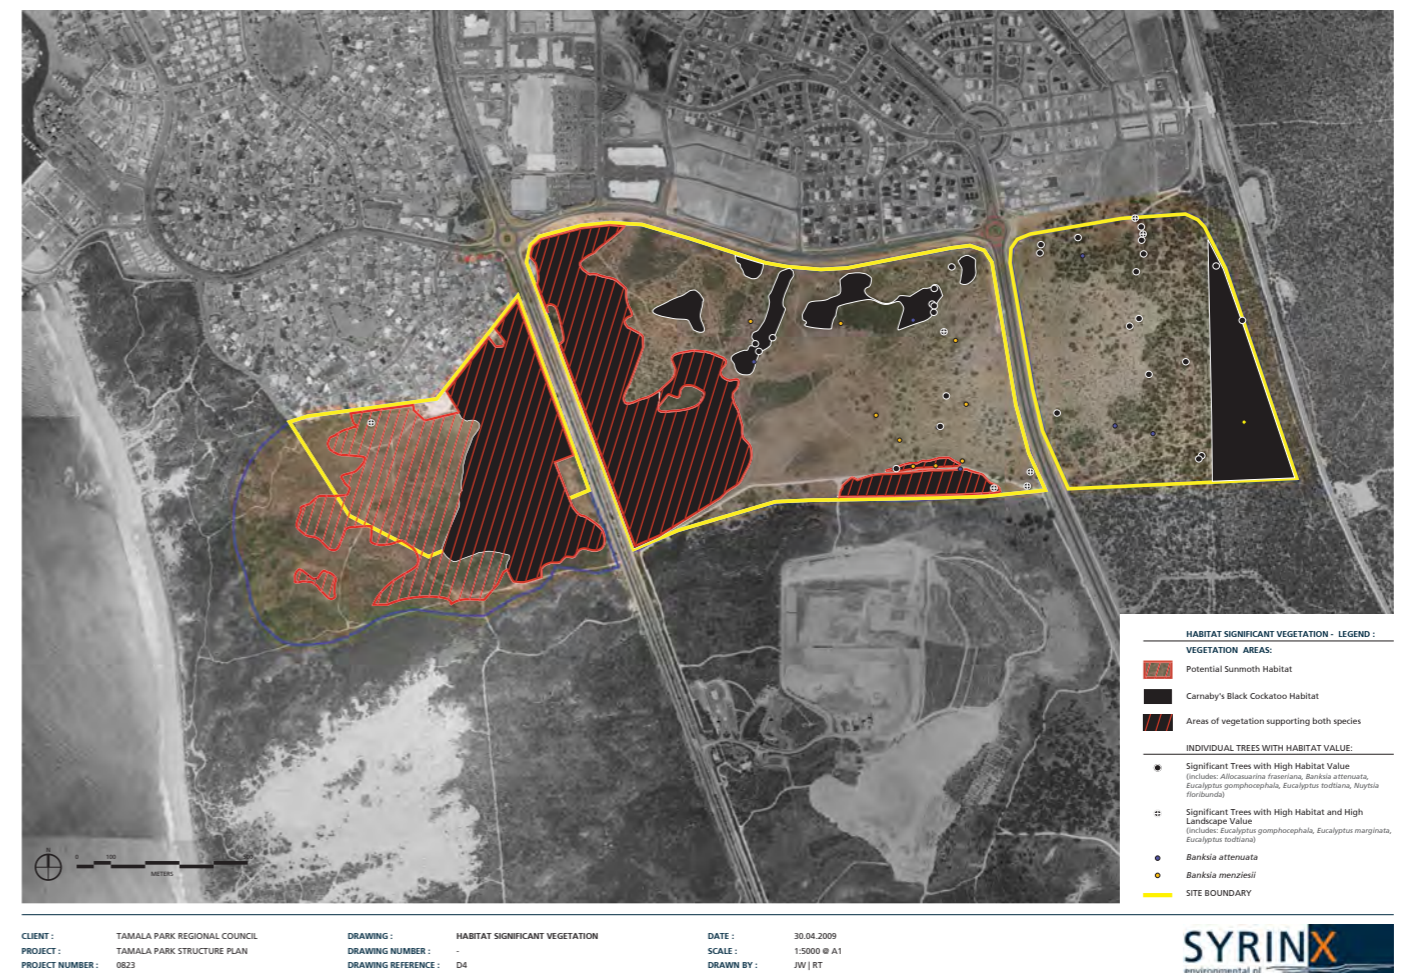 HABITAT SIGNIFICANT VEGETATION - LEGEND :
VEGETATION AREAS:
Potential Sunmoth Habitat
Carnaby's Black Cockatoo Habitat
Areas of vegetation supporting both species
INDIVIDUAL TREES WITH HABITAT VALUE:
Significant Trees with High Habitat Value
(includes: Allocasuarina fraseriana, Banksia attenuata,
Eucalyptus gomphocephala, Eucalyptus todtiana, Nuytsia
floribunda)
Significant Trees with High Habitat and High
Landscape Value
(includes: Eucalyptus gomphocephala, Eucalyptus marginata,
Eucalyptus todtiana)
Banksia attenuata
Banksia menziesii
SITE BOUNDARY
N
0 100
METERS
CLIENT : TAMALA PARK REGIONAL COUNCIL DRAWING : HABITAT SIGNIFICANT VEGETATION DATE : 30.04.2009
PROJECT : TAMALA PARK STRUCTURE PLAN DRAWING NUMBER : - SCALE : 1:5000 @ A1
PROJECT NUMBER : 0823 DRAWING REFERENCE : D4 DRAWN BY : JW | RT
SYRINX
environmental pl